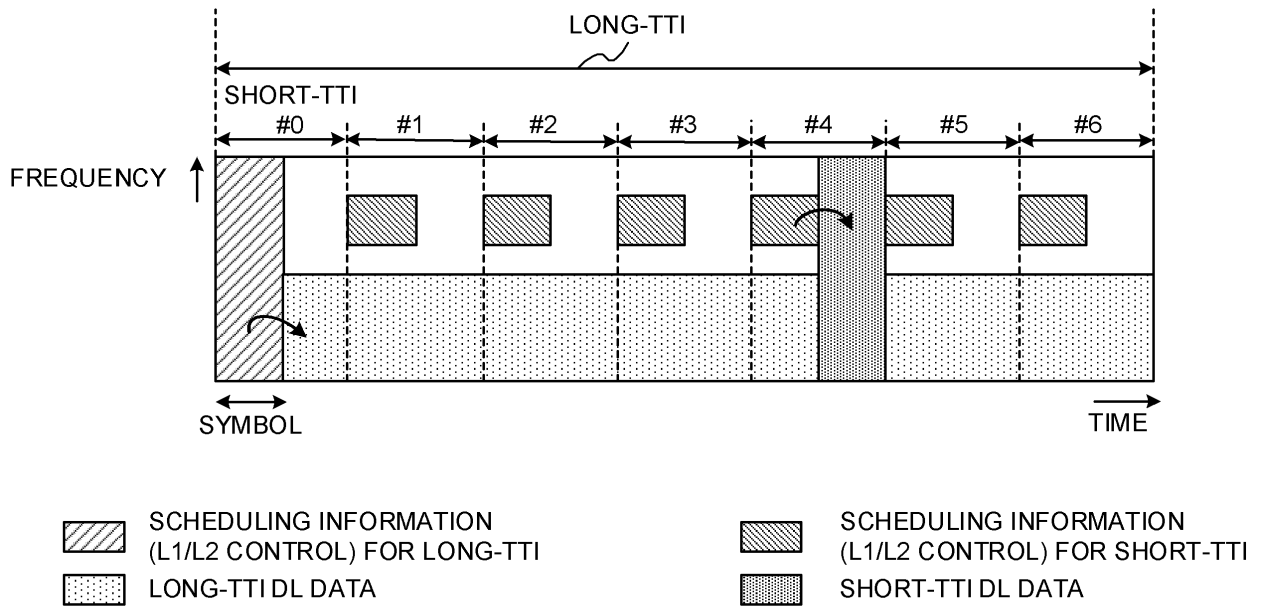 LONG-TTI
SHORT-TTI
#0 #1 #2 #3 #4 #5 #6
FREQUENCY
SYMBOL
TIME
SCHEDULING INFORMATION
(L1/L2 CONTROL) FOR LONG-TTI
LONG-TTI DL DATA
SCHEDULING INFORMATION
(L1/L2 CONTROL) FOR SHORT-TTI
SHORT-TTI DL DATA